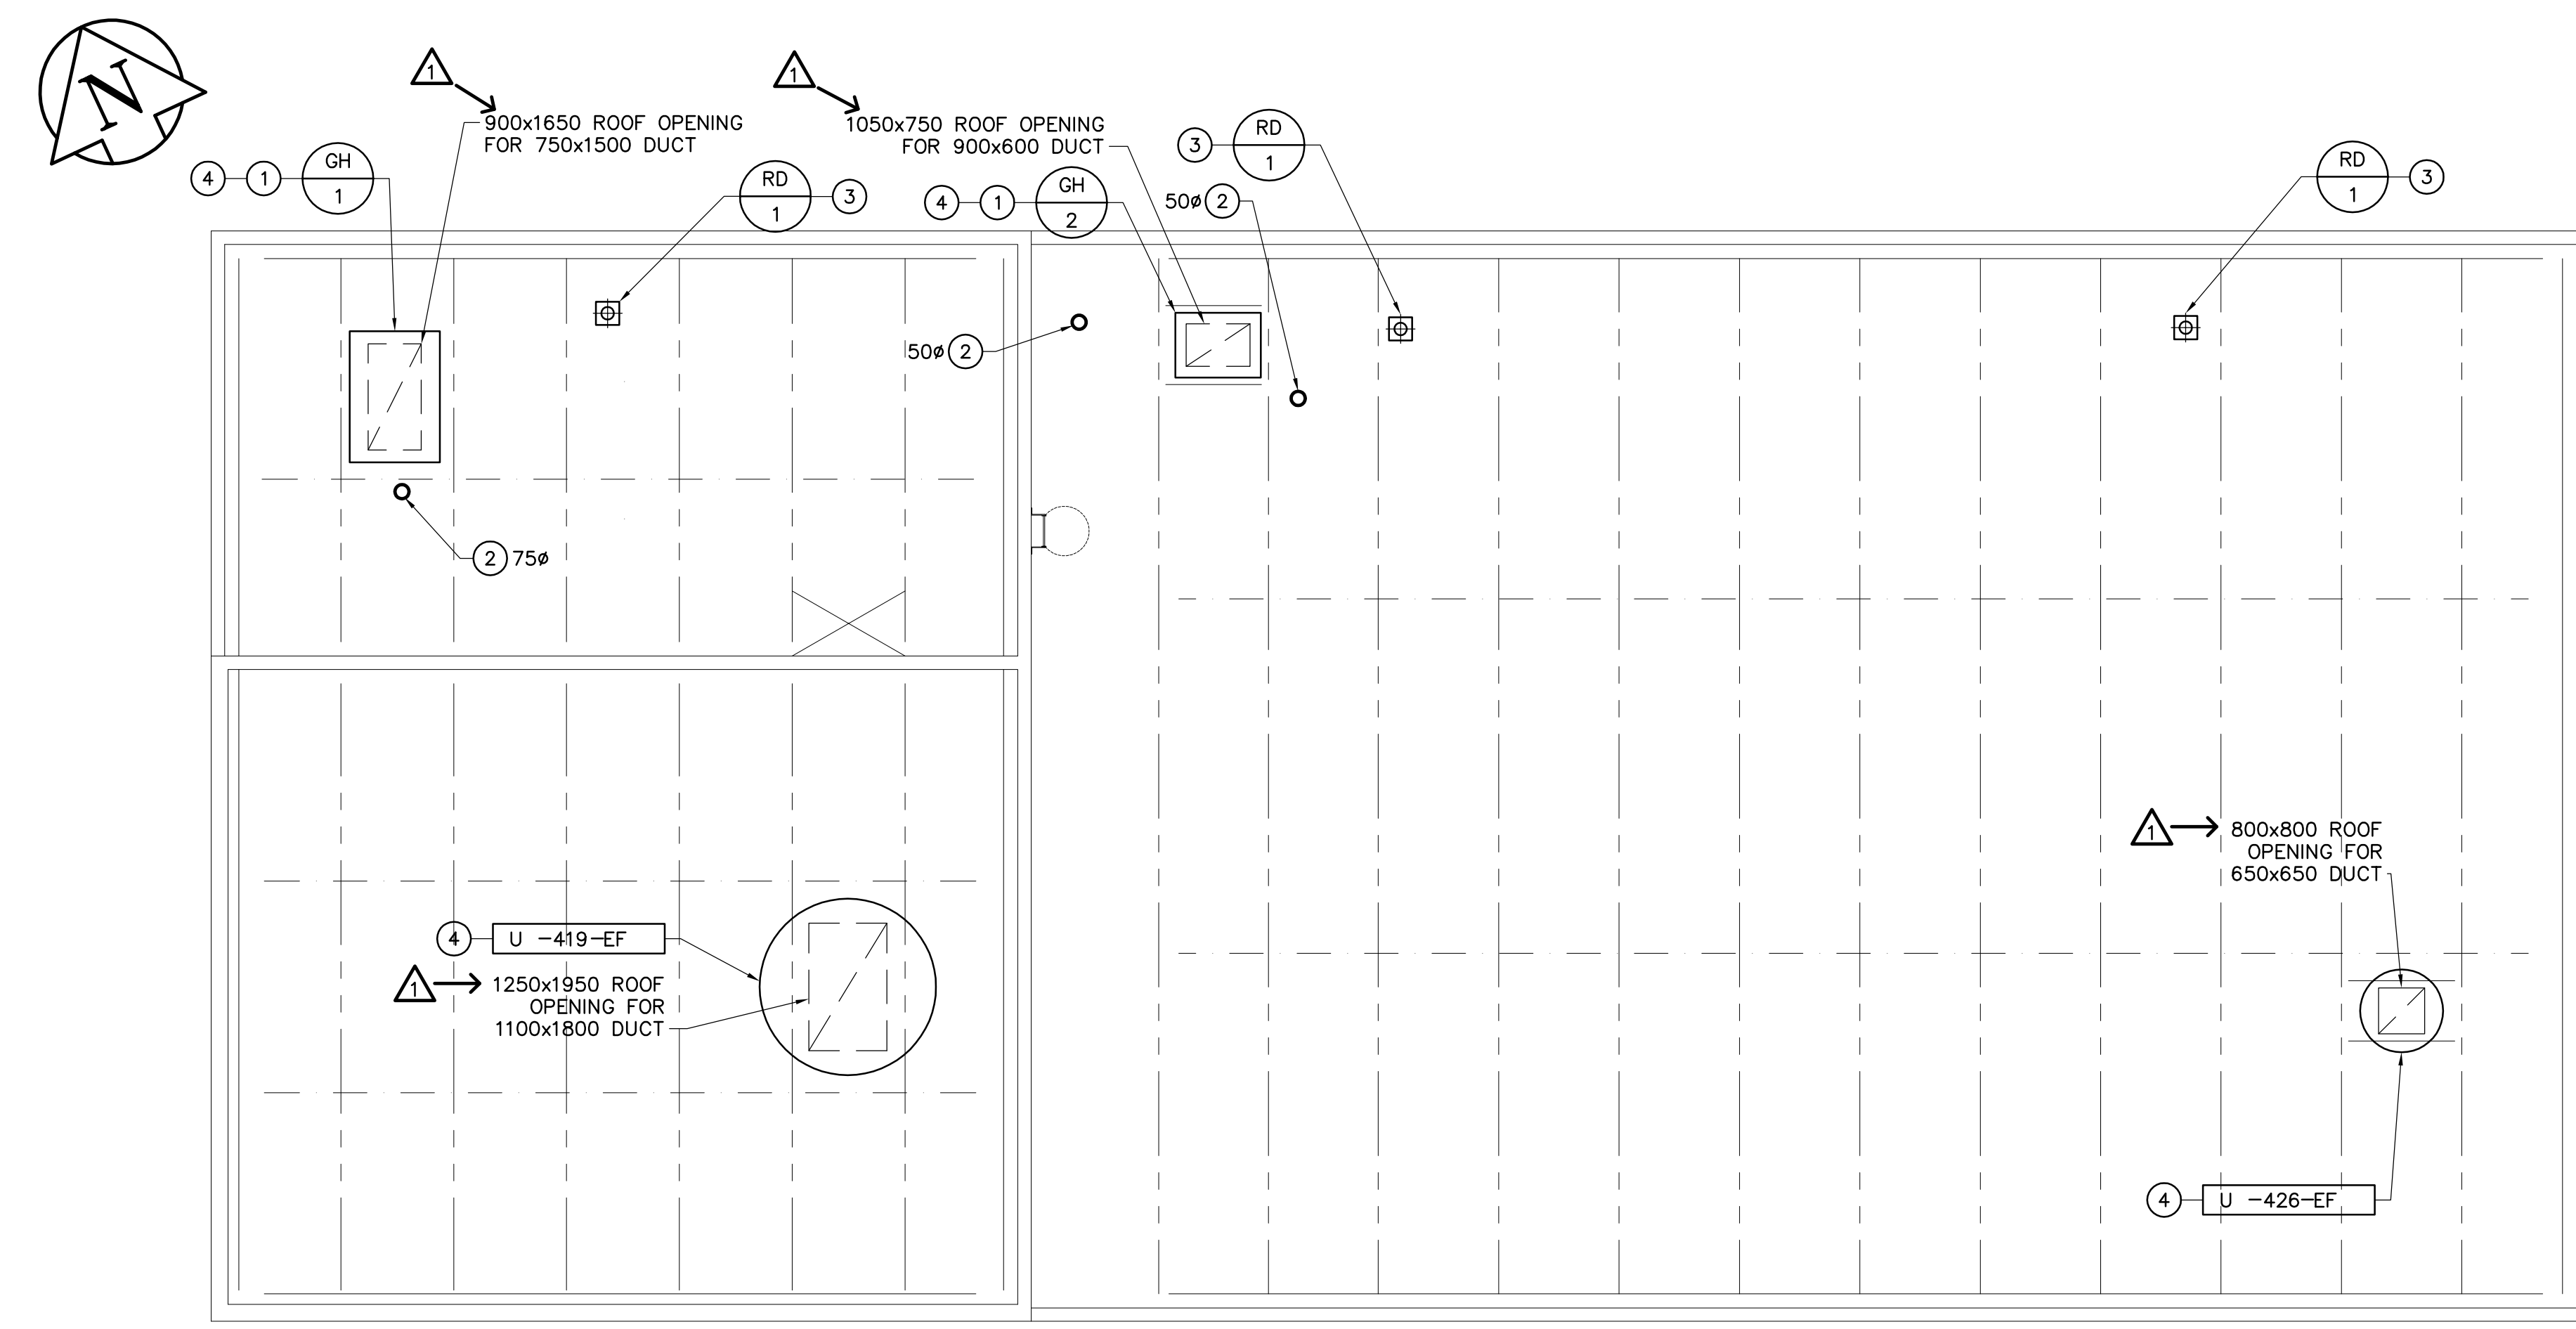 N
1
900x1650 ROOF OPENING
FOR 750x1500 DUCT
1
1050x750 ROOF OPENING
FOR 900x600 DUCT
4
1
GH
1
RD
1
3
4
1
GH
2
3
RD
1
50ø 2
RD
1
3
50ø 2
2 75ø
4
U -419-EF
1
1250x1950 ROOF
OPENING FOR
1100x1800 DUCT
1
800x800 ROOF
OPENING FOR
650x650 DUCT
4
U -426-EF